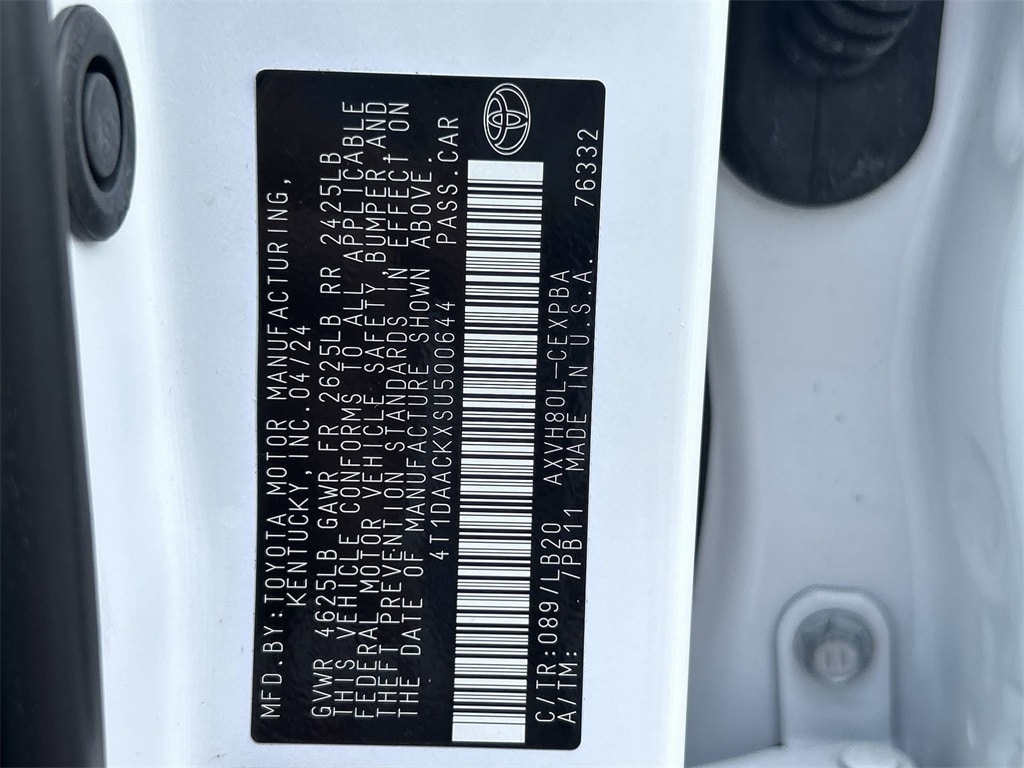 MFD.BY:TOYOTA MOTOR MANUFACTURING,
KENTUCKY, INC.04/24
GVWR 4625LB GAWR FR 2625LB RR 2425LB
THIS VEHICLE CONFORMS TO ALL APPLICABLE
FEDERAL MOTOR VEHICLE SAFETY,BUMPER,AND
THEFT PREVENTION STANDARDS IN EFFECT ON
THE DATE OF MANUFACTURE SHOWN ABOVE.
4T1DAACKXSU500644 PASS.CAR
C/TR:089/LB20 AXVH80L-CEXPBA 76332
A/TM: 7PB11 MADE IN U.S.A.